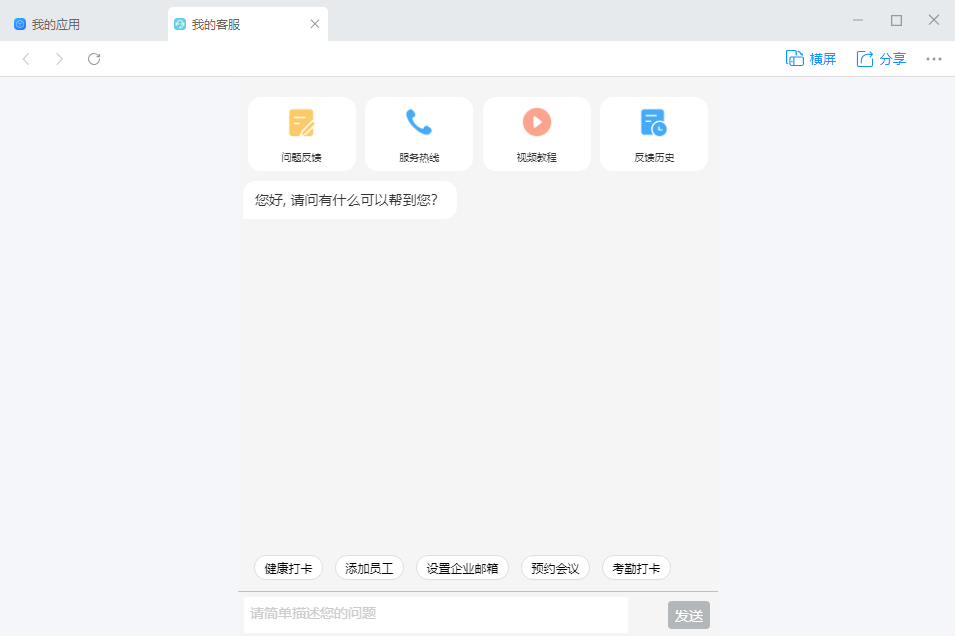 我的应用
我的客服
横屏
分享
问题反馈
服务热线
视频教程
反馈历史
您好, 请问有什么可以帮到您?
健康打卡
添加员工
设置企业邮箱
预约会议
考勤打卡
请简单描述您的问题
发送